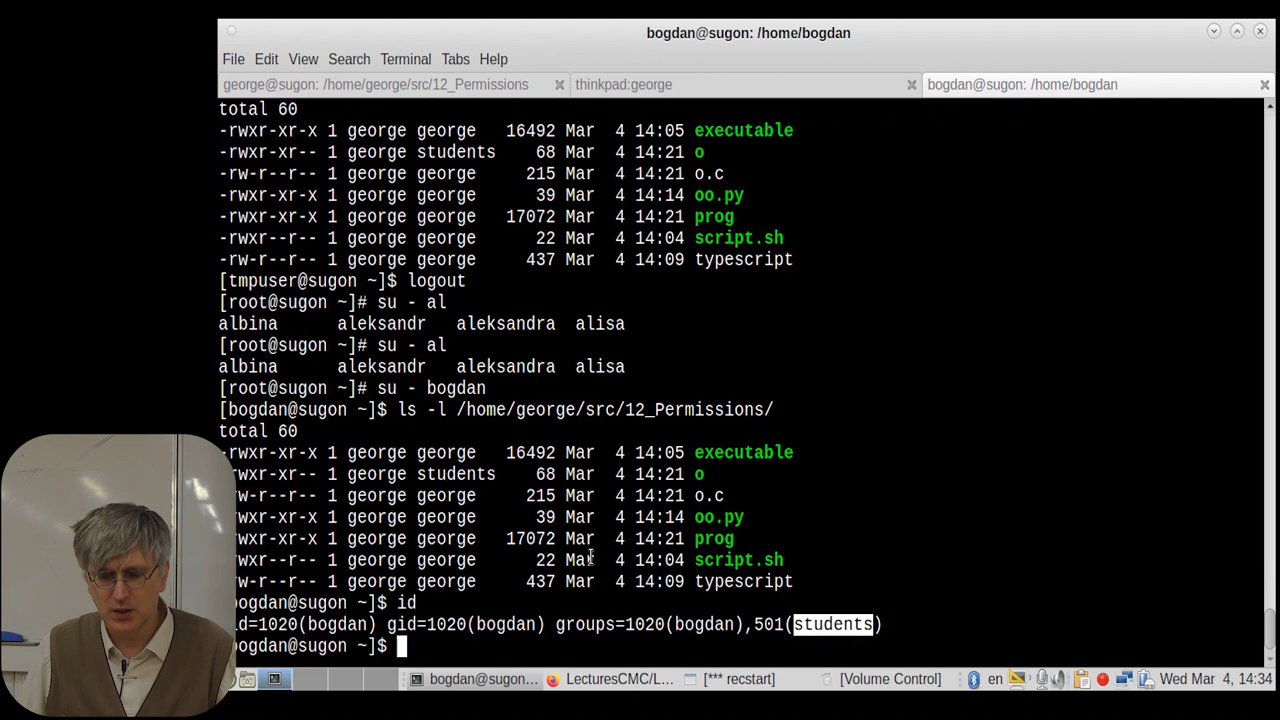 bogdan@sugon: /home/bogdan
File Edit View Search Terminal Tabs Help
george@sugon: /home/george/src/12_Permissions
thinkpad:george
bogdan@sugon: /home/bogdan
total 60
-rwxr-xr-x 1 george george 16492 Mar 4 14:05 executable
-rwxr-xr-- 1 george students 68 Mar 4 14:21 o
-rw-r--r-- 1 george george 215 Mar 4 14:21 o.c
-rwxr-xr-x 1 george george 39 Mar 4 14:14 oo.py
-rwxr-xr-x 1 george george 17072 Mar 4 14:21 prog
-rwxr--r-- 1 george george 22 Mar 4 14:04 script.sh
-rw-r--r-- 1 george george 437 Mar 4 14:09 typescript
[tmpuser@sugon ~]$ logout
[root@sugon ~]# su - al
albina aleksandr aleksandra alisa
[root@sugon ~]# su - al
albina aleksandr aleksandra alisa
[root@sugon ~]# su - bogdan
[bogdan@sugon ~]$ ls -l /home/george/src/12_Permissions/
total 60
rwxr-xr-x 1 george george 16492 Mar 4 14:05 executable
rwxr-xr-- 1 george students 68 Mar 4 14:21 o
rw-r--r-- 1 george george 215 Mar 4 14:21 o.c
rwxr-xr-x 1 george george 39 Mar 4 14:14 oo.py
rwxr-xr-x 1 george george 17072 Mar 4 14:21 prog
rwxr--r-- 1 george george 22 Mar 4 14:04 script.sh
rw-r--r-- 1 george george 437 Mar 4 14:09 typescript
bogdan@sugon ~]$ id
id=1020(bogdan) gid=1020(bogdan) groups=1020(bogdan),501(students)
bogdan@sugon ~]$
bogdan@sugon:... LecturesCMC/L... [*** recstart] [Volume Control] en Wed Mar 4, 14:34